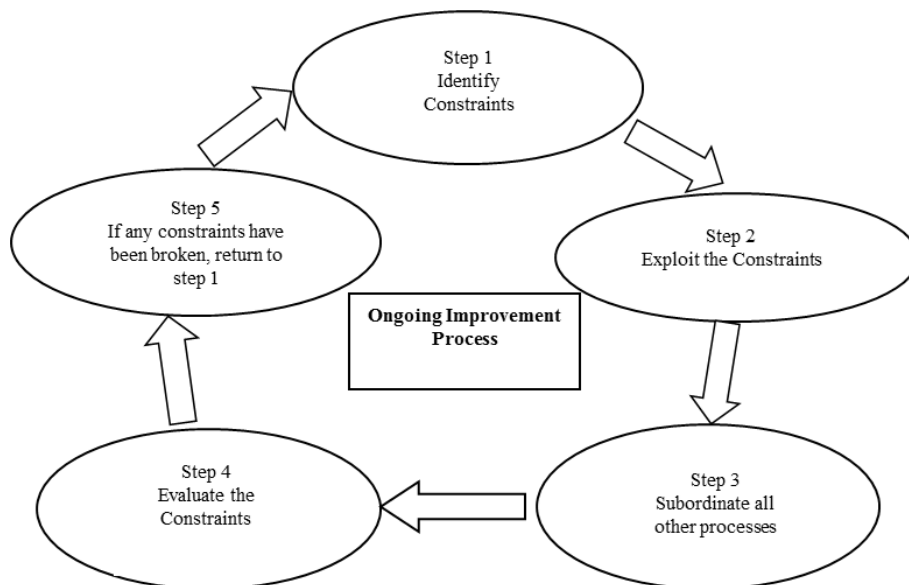 Step 1
Identify
Constraints
Step 2
Exploit the Constraints
Step 3
Subordinate all
other processes
Step 4
Evaluate the
Constraints
Step 5
If any constraints have
been broken, return to
step 1
Ongoing Improvement
Process